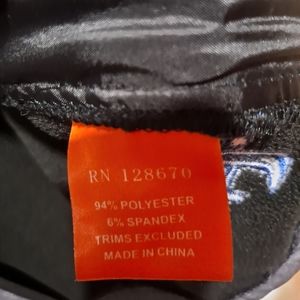 RN 128670
94% POLYESTER
6% SPANDEX
TRIMS EXCLUDED
MADE IN CHINA